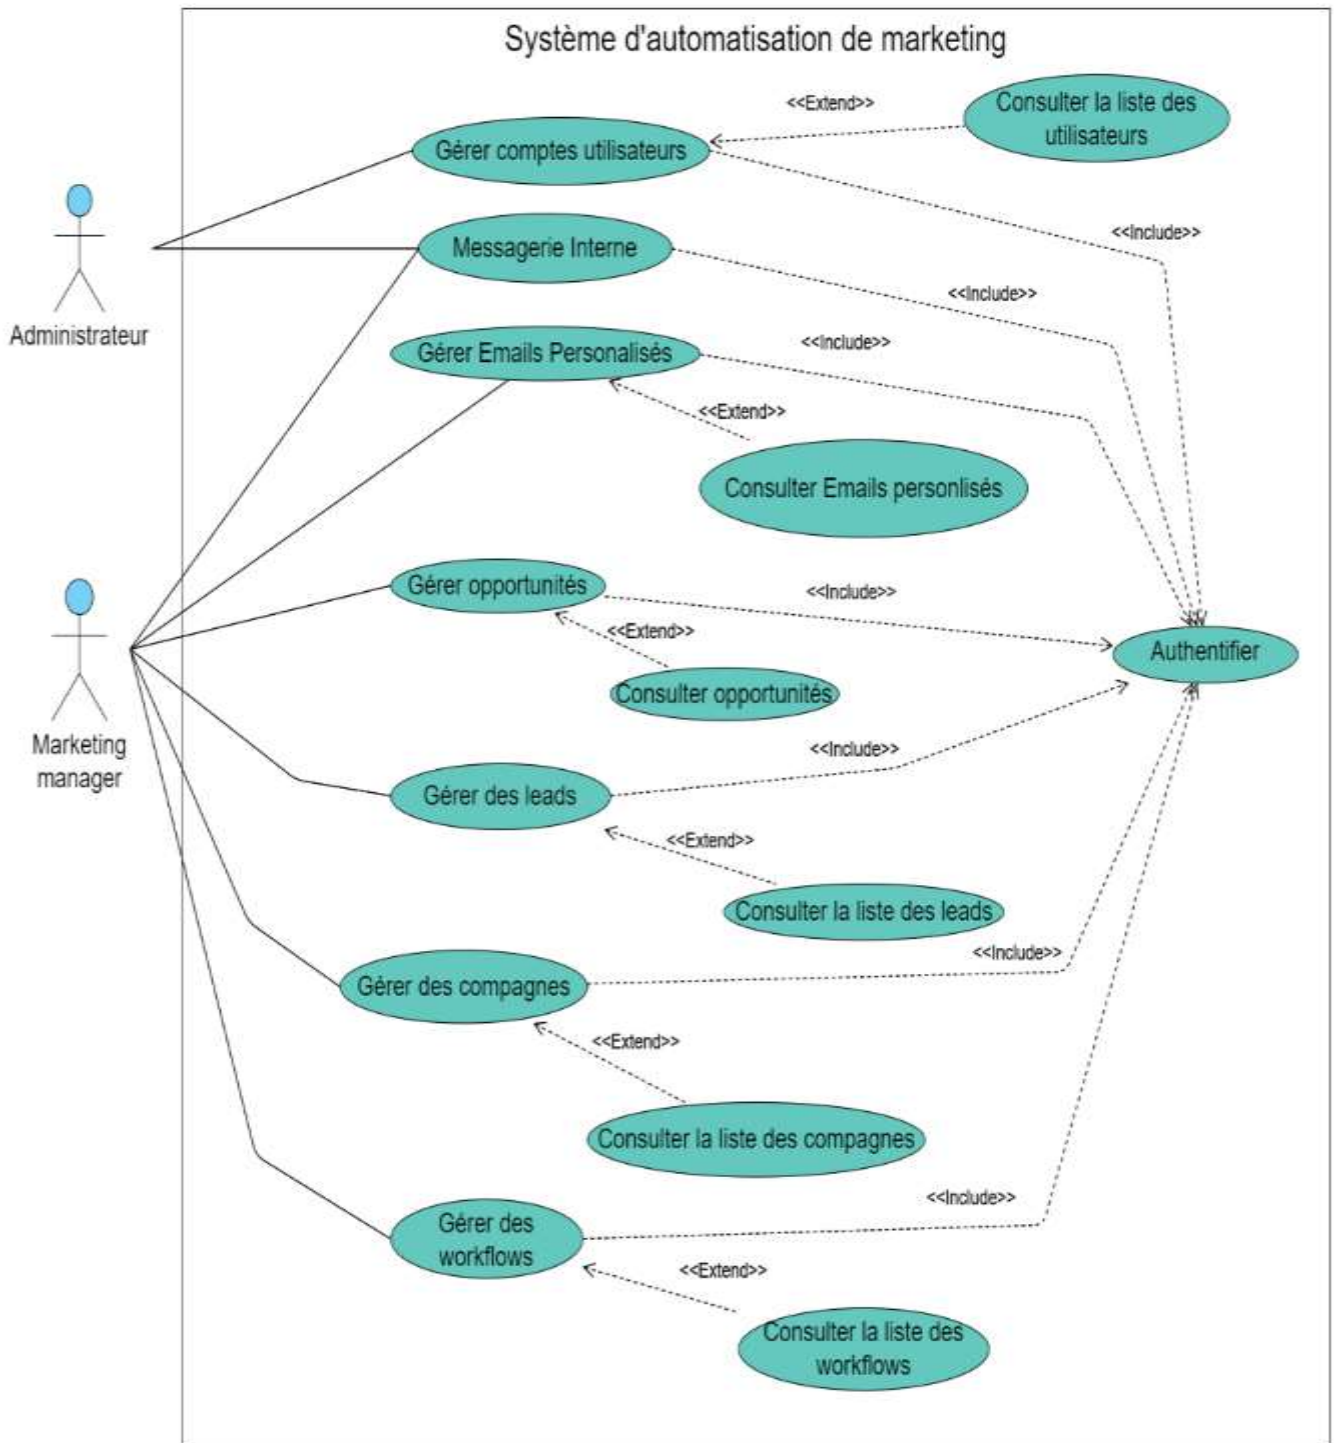 Système d'automatisation de marketing
<<Extend>>
Consulter la liste des
utilisateurs
Gérer comptes utilisateurs
<<Include>>
Messagerie Interne
<<Include>>
Administrateur
Gérer Emails Personalisés
<<Include>>
<<Extend>>
Consulter Emails personlisés
Gérer opportunités
<<Include>>
<<Extend>>
Authentifier
Consulter opportunités
Marketing
manager
<<Include>>
Gérer des leads
<<Extend>>
Consulter la liste des leads
<<Include>>
Gérer des compagnes
<<Extend>>
Consulter la liste des compagnes
<<Include>>
Gérer des
workflows
<<Extend>>
Consulter la liste des
workflows